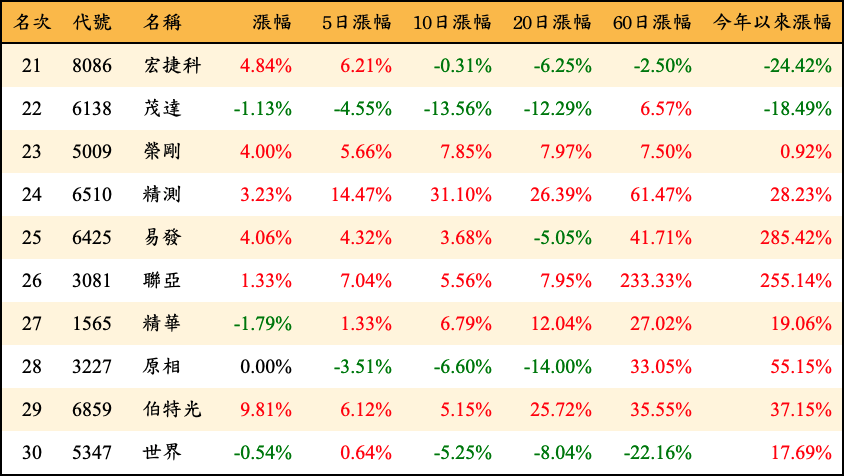 名次 代號 名稱 漲幅 5日漲幅 10日漲幅 20日漲幅 60日漲幅 今年以來漲幅
21 8086 宏捷科 4.84% 6.21% -0.31% -6.25% -2.50% -24.42%
22 6138 茂達 -1.13% -4.55% -13.56% -12.29% 6.57% -18.49%
23 5009 榮剛 4.00% 5.66% 7.85% 7.97% 7.50% 0.92%
24 6510 精測 3.23% 14.47% 31.10% 26.39% 61.47% 28.23%
25 6425 易發 4.06% 4.32% 3.68% -5.05% 41.71% 285.42%
26 3081 聯亞 1.33% 7.04% 5.56% 7.95% 233.33% 255.14%
27 1565 精華 -1.79% 1.33% 6.79% 12.04% 27.02% 19.06%
28 3227 原相 0.00% -3.51% -6.60% -14.00% 33.05% 55.15%
29 6859 伯特光 9.81% 6.12% 5.15% 25.72% 35.55% 37.15%
30 5347 世界 -0.54% 0.64% -5.25% -8.04% -22.16% 17.69%